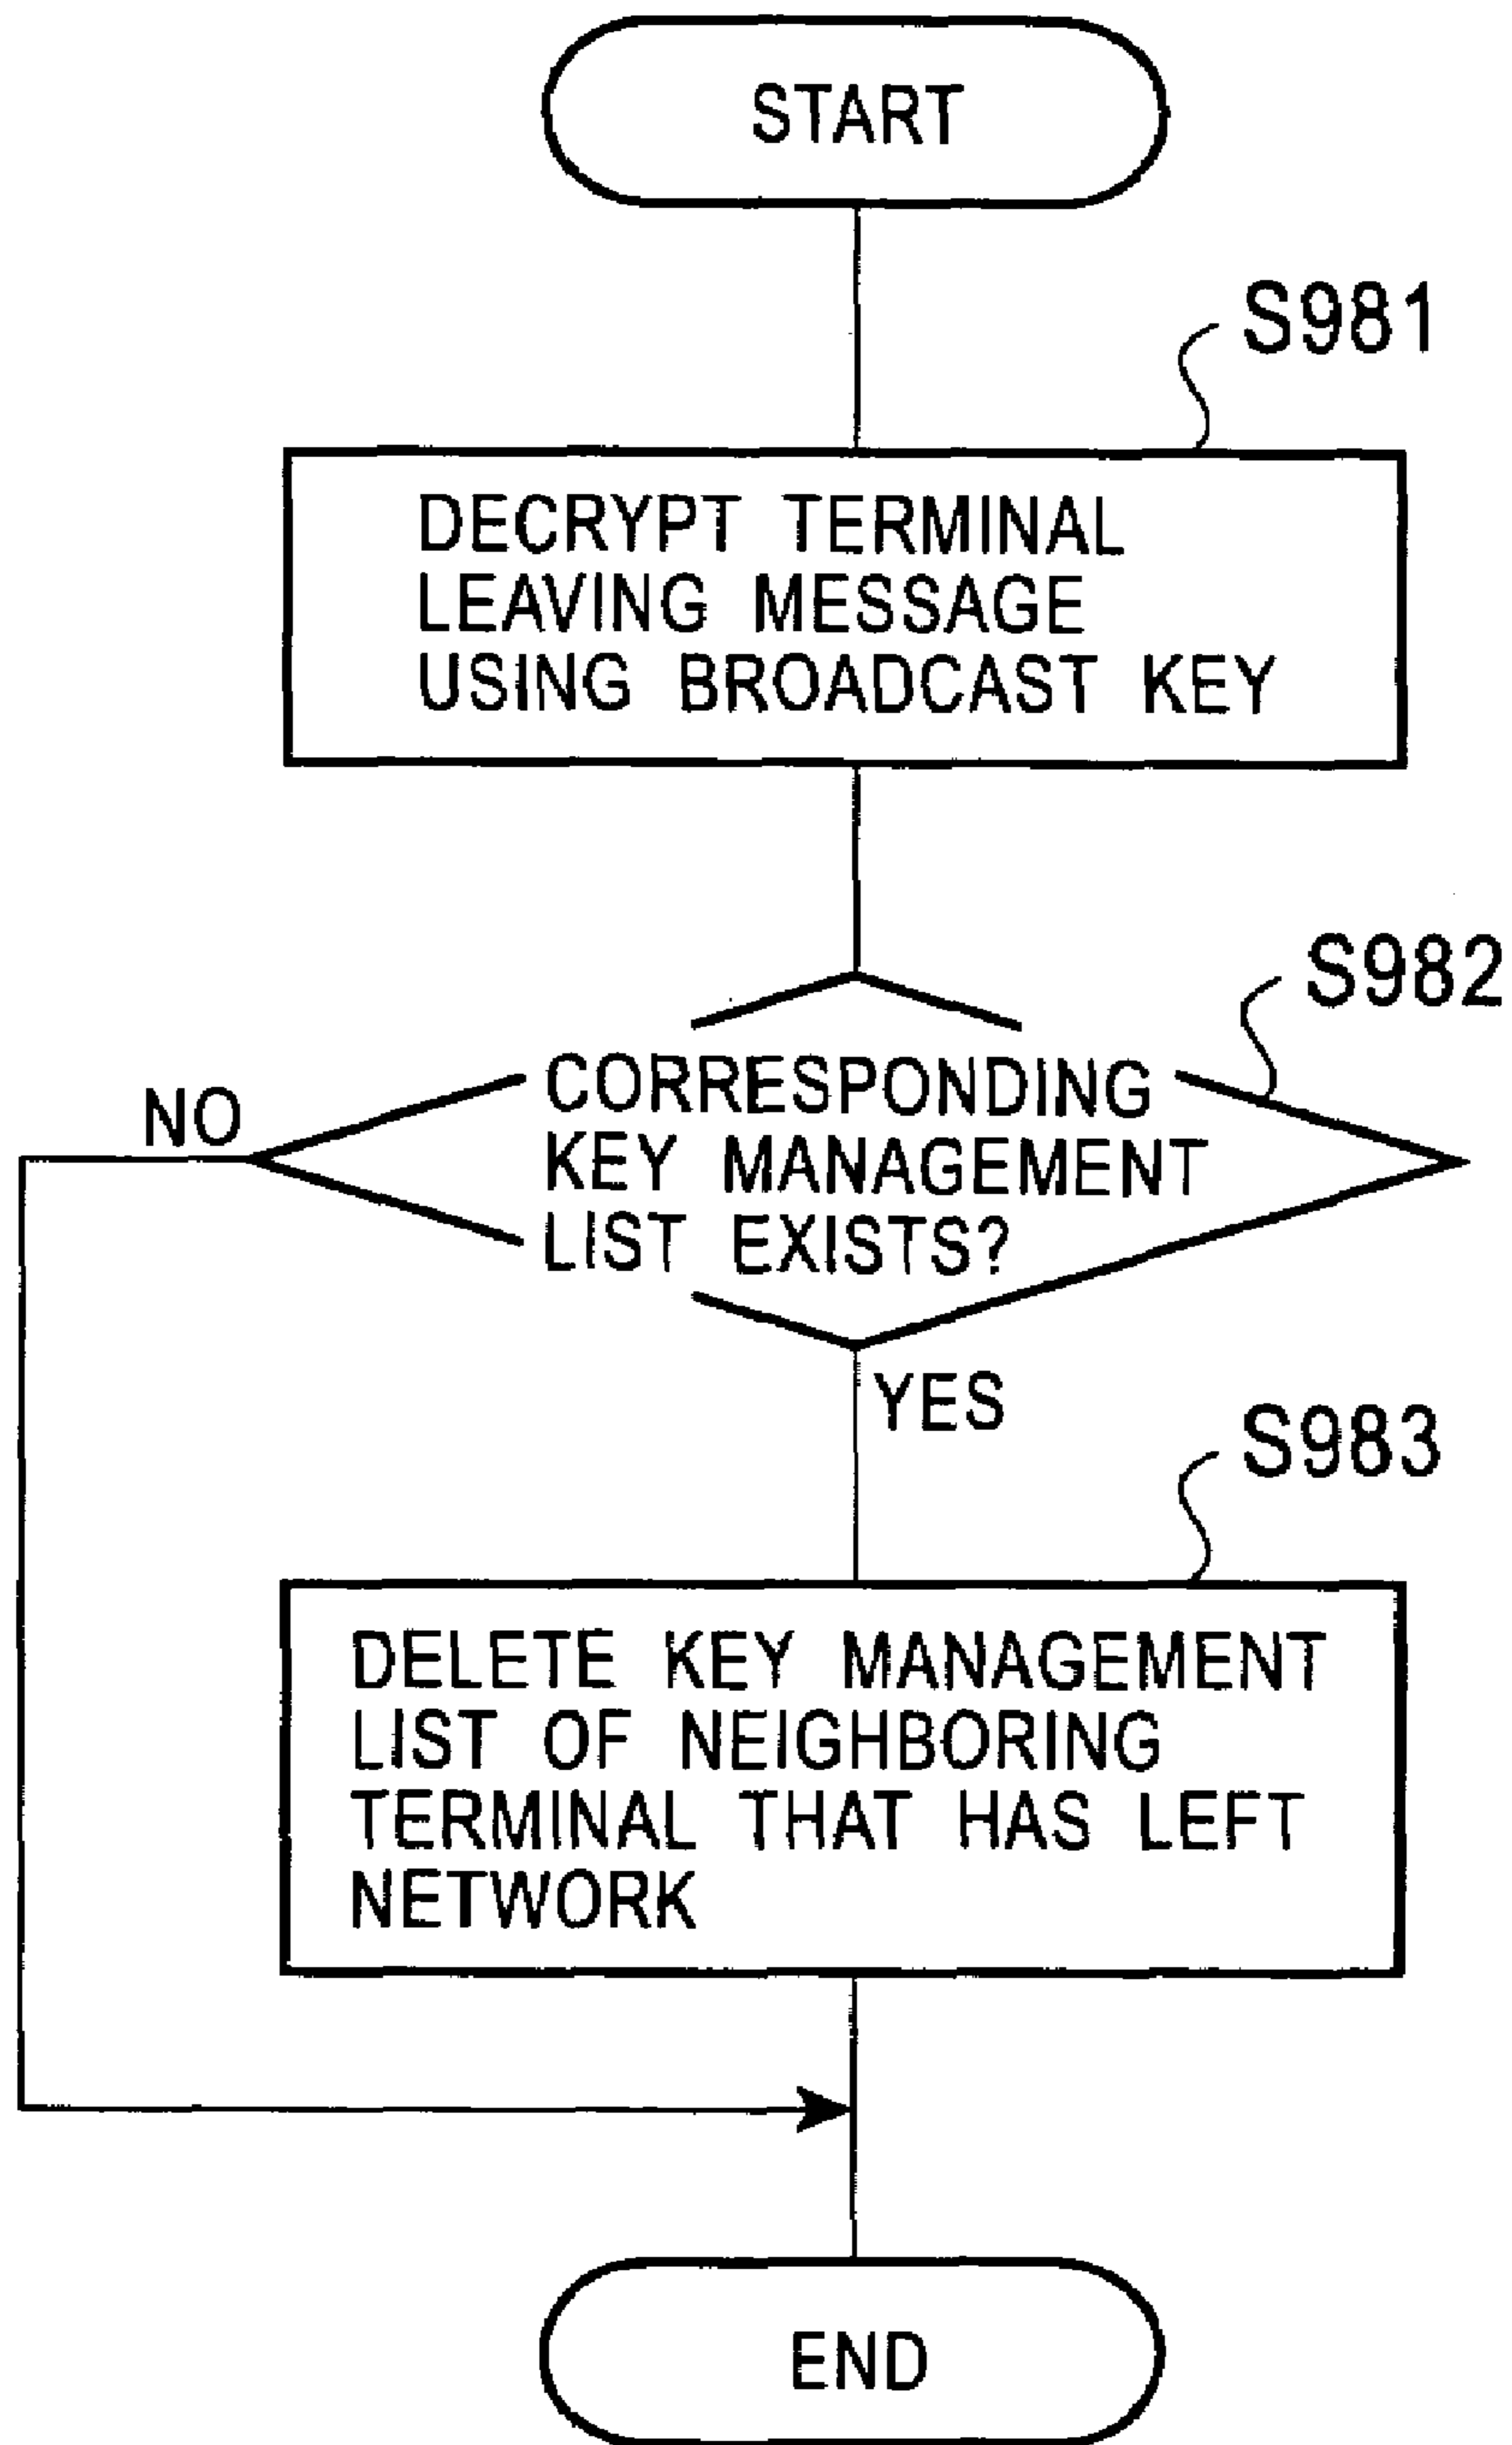 START
S981
DECRYPT TERMINAL
LEAVING MESSAGE
USING BROADCAST KEY
S982
CORRESPONDING
KEY MANAGEMENT
LIST EXISTS?
NO
YES
S983
DELETE KEY MANAGEMENT
LIST OF NEIGHBORING
TERMINAL THAT HAS LEFT
NETWORK
END